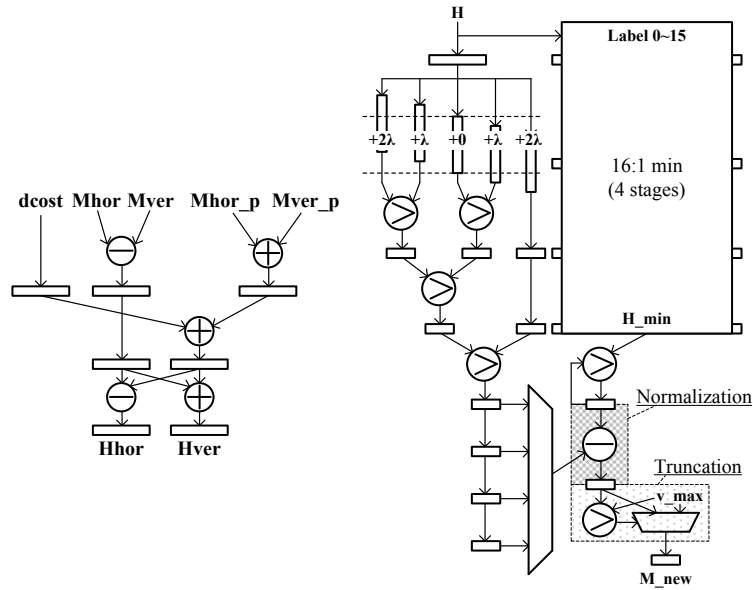 dcost Mhor Mver Mhor_p Mver_p
Hhor Hver
H
Label 0~15
+2λ +λ +0 +λ +2λ
16:1 min
(4 stages)
H_min
Normalization
Truncation
v_max
M_new